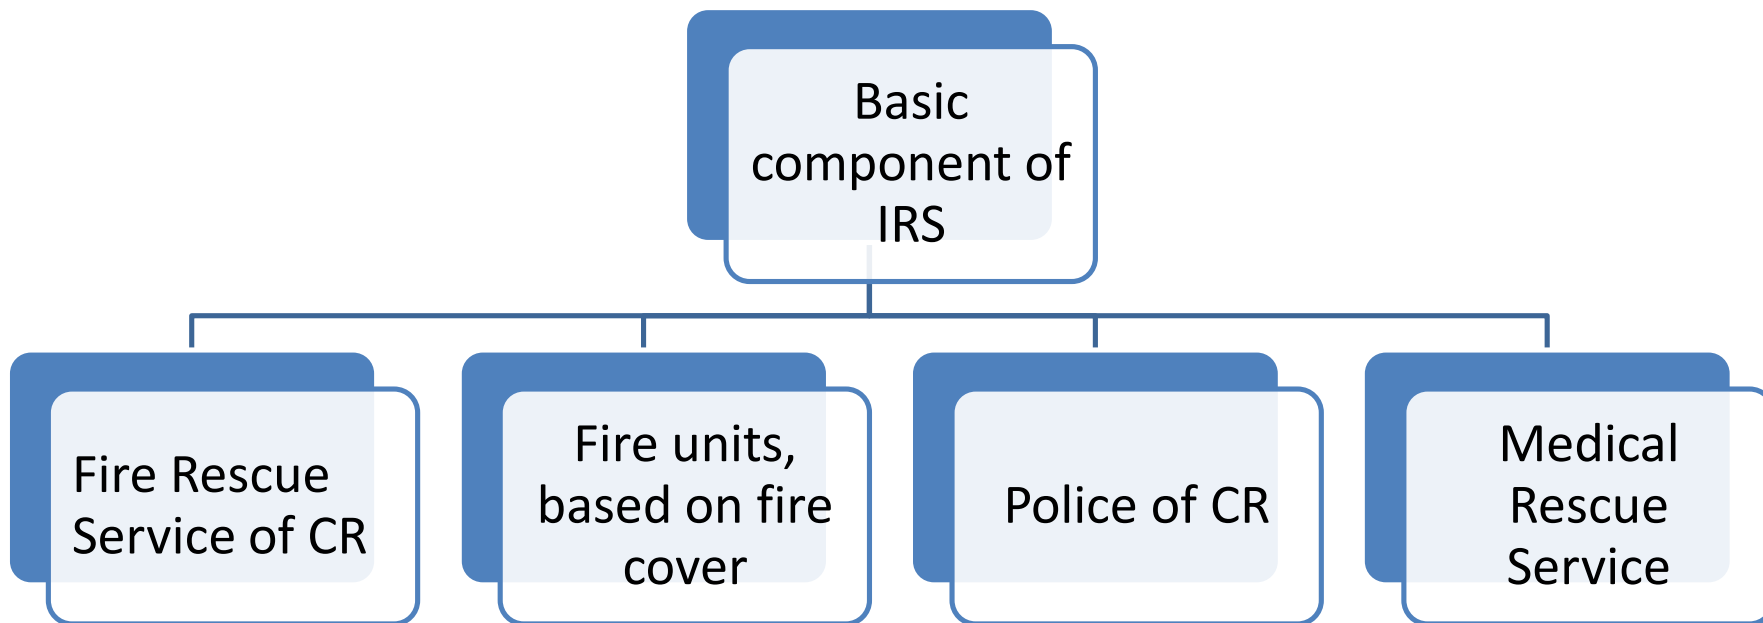 Basic
component of
IRS
Fire Rescue
Service of CR
Fire units,
based on fire
cover
Police of CR
Medical
Rescue
Service